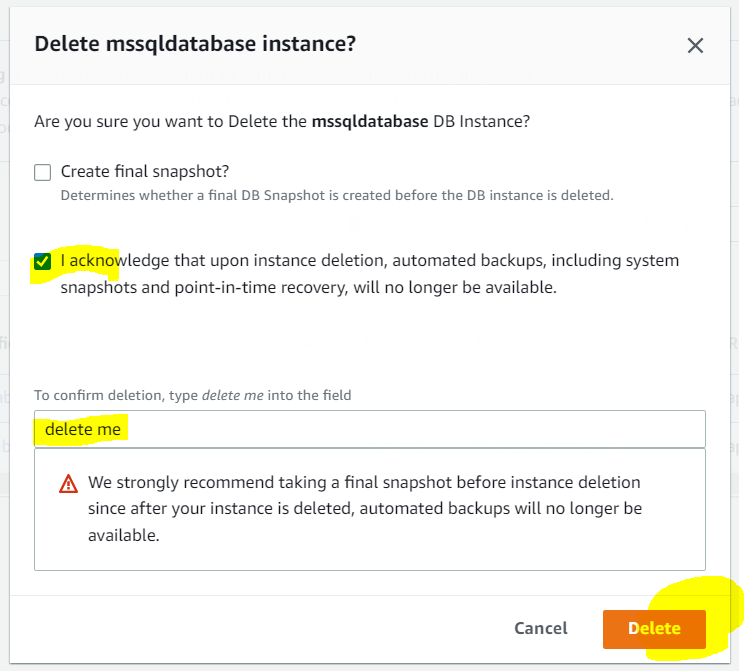 Delete mssqldatabase instance?
Are you sure you want to Delete the mssqldatabase DB Instance?
Create final snapshot?
Determines whether a final DB Snapshot is created before the DB instance is deleted.
I acknowledge that upon instance deletion, automated backups, including system
snapshots and point-in-time recovery, will no longer be available.
To confirm deletion, type delete me into the field
delete me
We strongly recommend taking a final snapshot before instance deletion
since after your instance is deleted, automated backups will no longer be
available.
Cancel
Delete